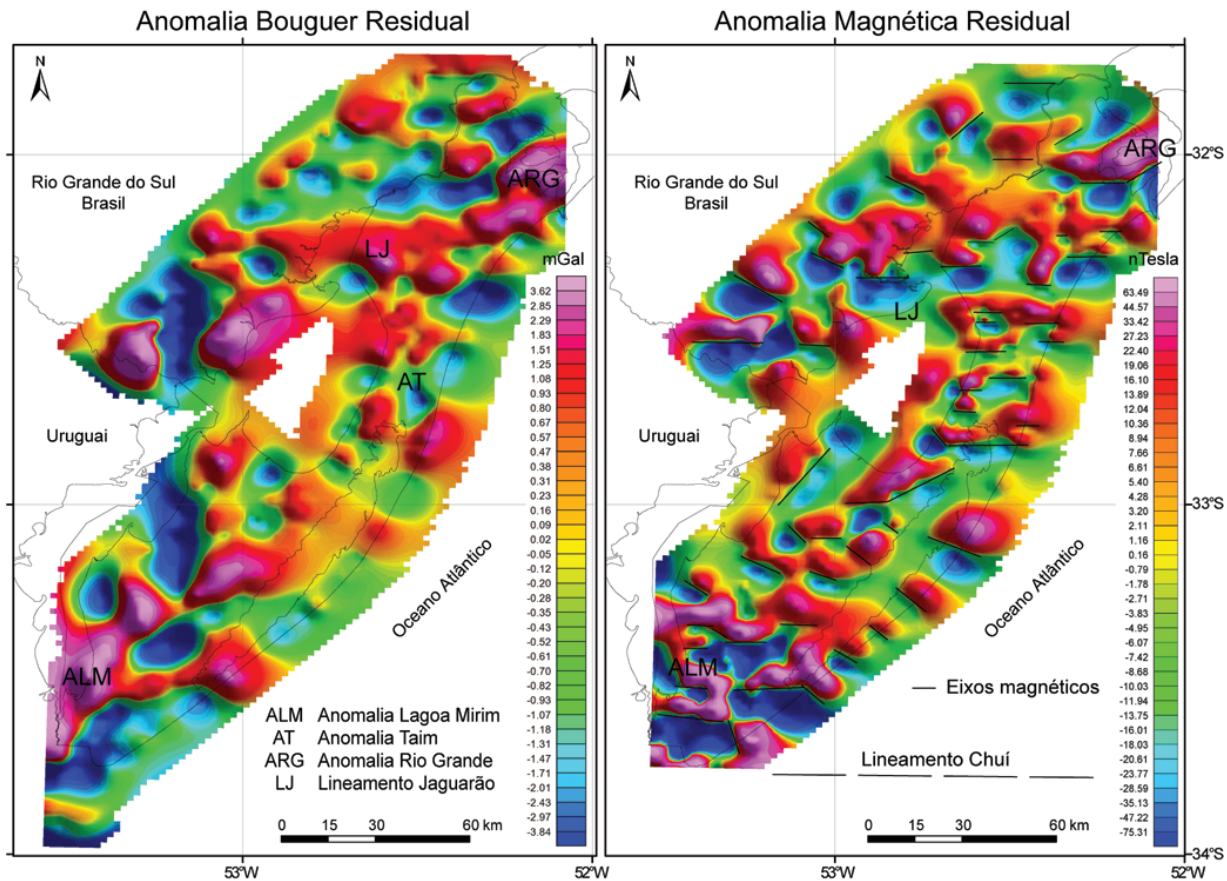 Anomalia Bouguer Residual
N
Rio Grande do Sul
Brasil
Uruguai
Oceano Atlântico
ARG
LJ
AT
ALM
mGal
3.62
2.85
2.29
1.83
1.51
1.25
1.08
0.93
0.80
0.67
0.57
0.47
0.38
0.31
0.23
0.16
0.09
0.02
-0.05
-0.12
-0.20
-0.28
-0.35
-0.43
-0.52
-0.61
-0.70
-0.82
-0.93
-1.07
-1.18
-1.31
-1.47
-1.71
-2.01
-2.43
-2.97
-3.84
ALM Anomalia Lagoa Mirim
AT Anomalia Taim
ARG Anomalia Rio Grande
LJ Lineamento Jaguarão
0 15 30 60 km
53°W
52°W
Anomalia Magnética Residual
N
Rio Grande do Sul
Brasil
Uruguai
Oceano Atlântico
ARG
LJ
ALM
32°S
33°S
34°S
nTesla
63.49
44.57
33.42
27.23
22.40
19.06
16.10
13.89
12.04
10.36
8.94
7.66
6.61
5.40
4.28
3.20
2.11
1.16
0.16
-0.79
-1.78
-2.71
-3.83
-4.95
-6.07
-7.42
-8.68
-10.03
-11.94
-13.75
-16.01
-18.03
-20.61
-23.77
-28.59
-35.13
-47.22
-75.31
Eixos magnéticos
Lineamento Chuí
0 15 30 60 km
53°W
52°W